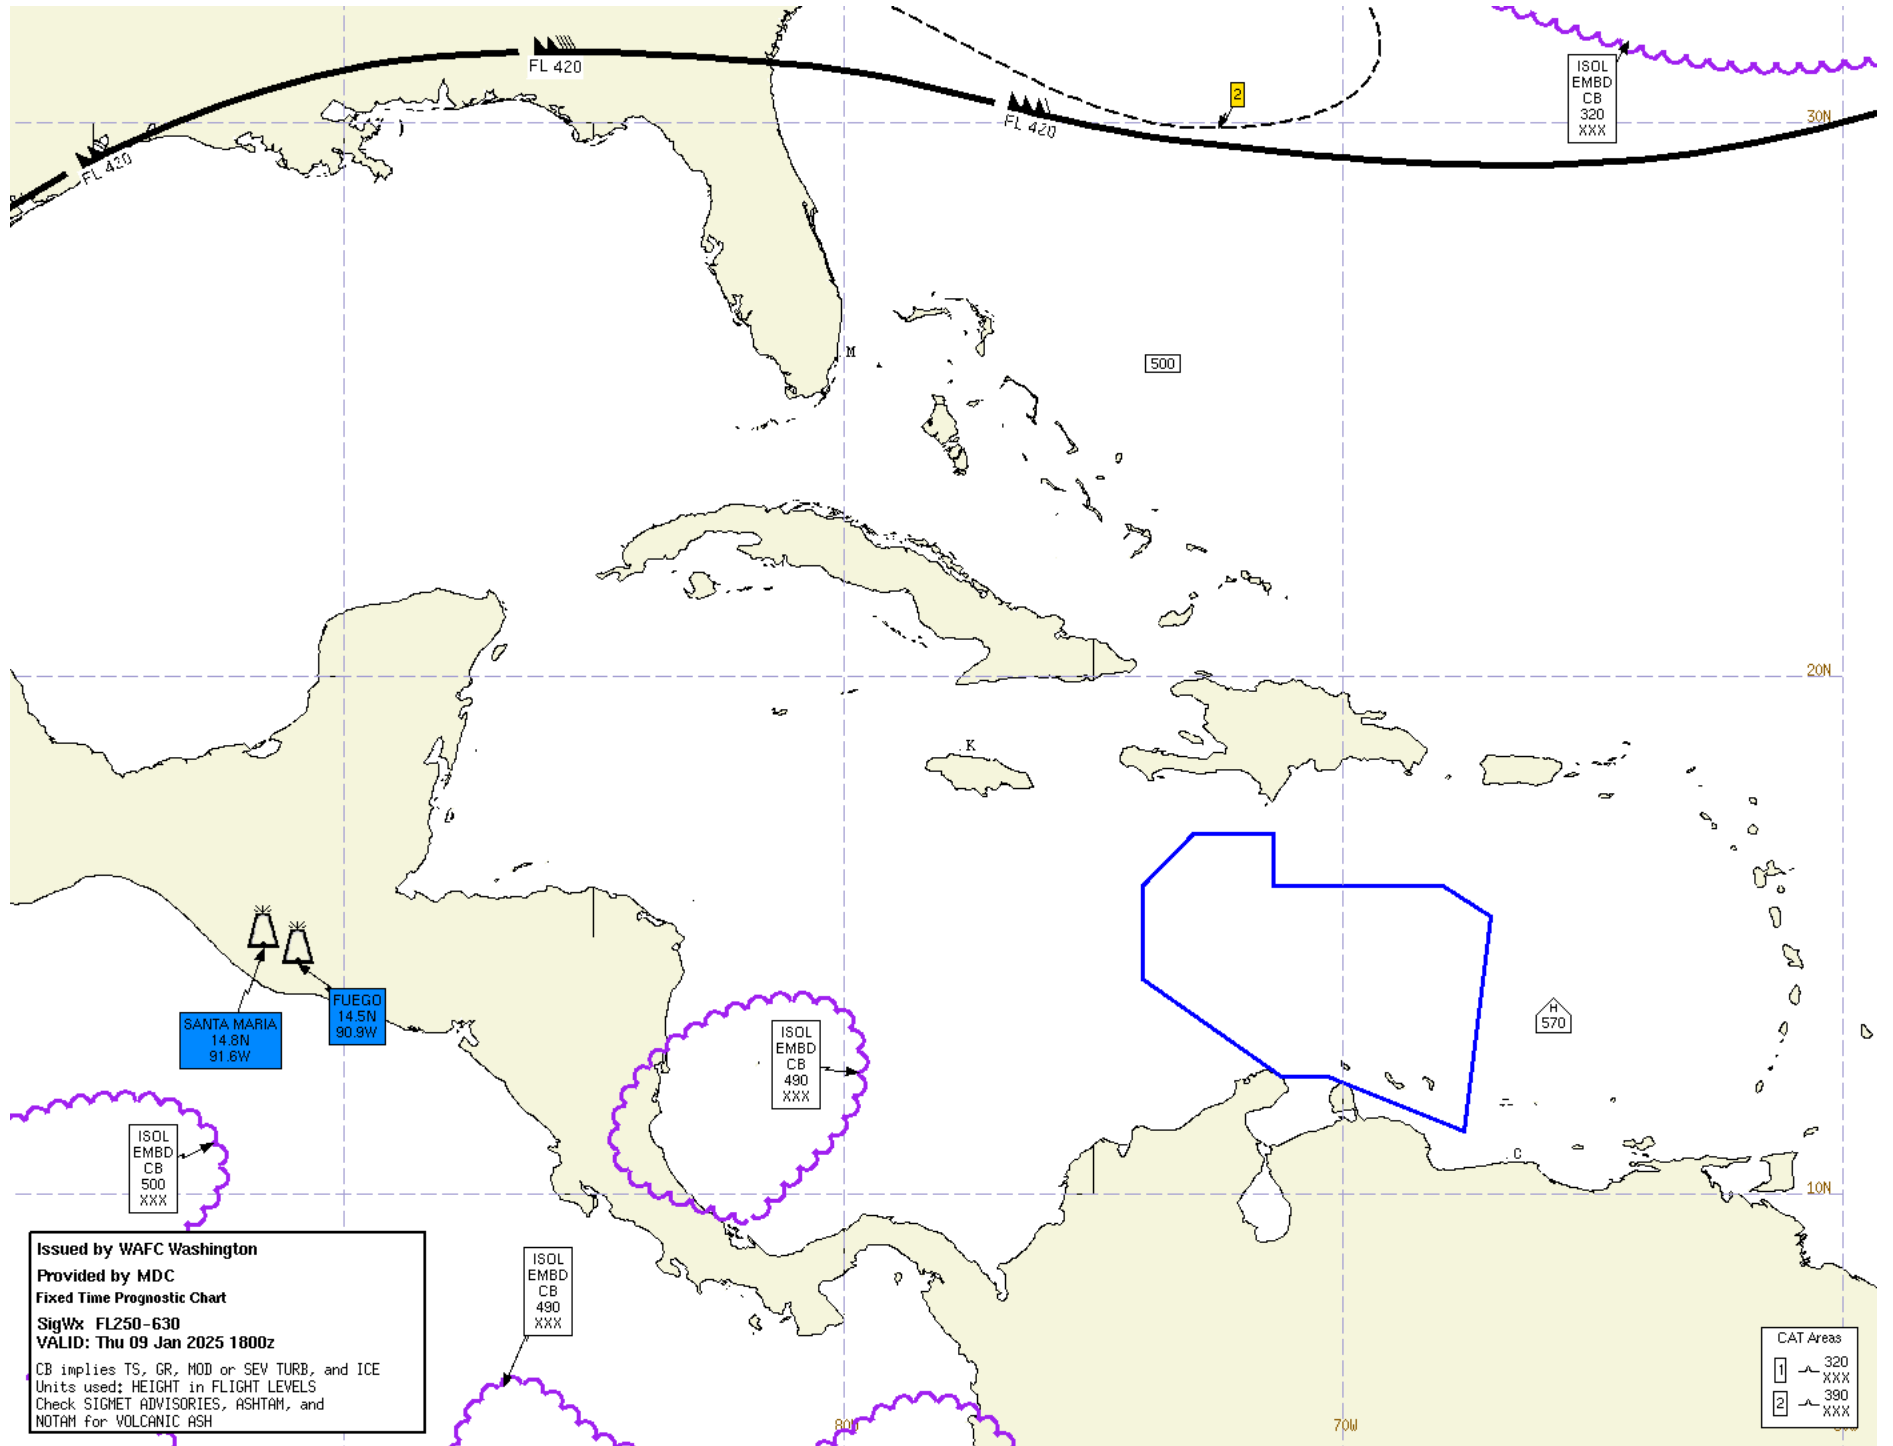 FL 420
FL 420
FL 420
2
ISOL
EMBD
CB
320
XXX
30N
M
500
20N
K
SANTA MARIA
14.8N
91.6W
FUEGO
14.5N
90.9W
ISOL
EMBD
CB
490
XXX
H
570
ISOL
EMBD
CB
500
XXX
C
10N
Issued by WAFC Washington
Provided by MDC
Fixed Time Prognostic Chart
SigWx FL250-630
VALID: Thu 09 Jan 2025 1800z
CB implies TS, GR, MOD or SEV TURB, and ICE
Units used: HEIGHT in FLIGHT LEVELS
Check SIGMET ADVISORIES, ASHTAM, and
NOTAM for VOLCANIC ASH
ISOL
EMBD
CB
490
XXX
CAT Areas
1 320
XXX
2 390
XXX
70W